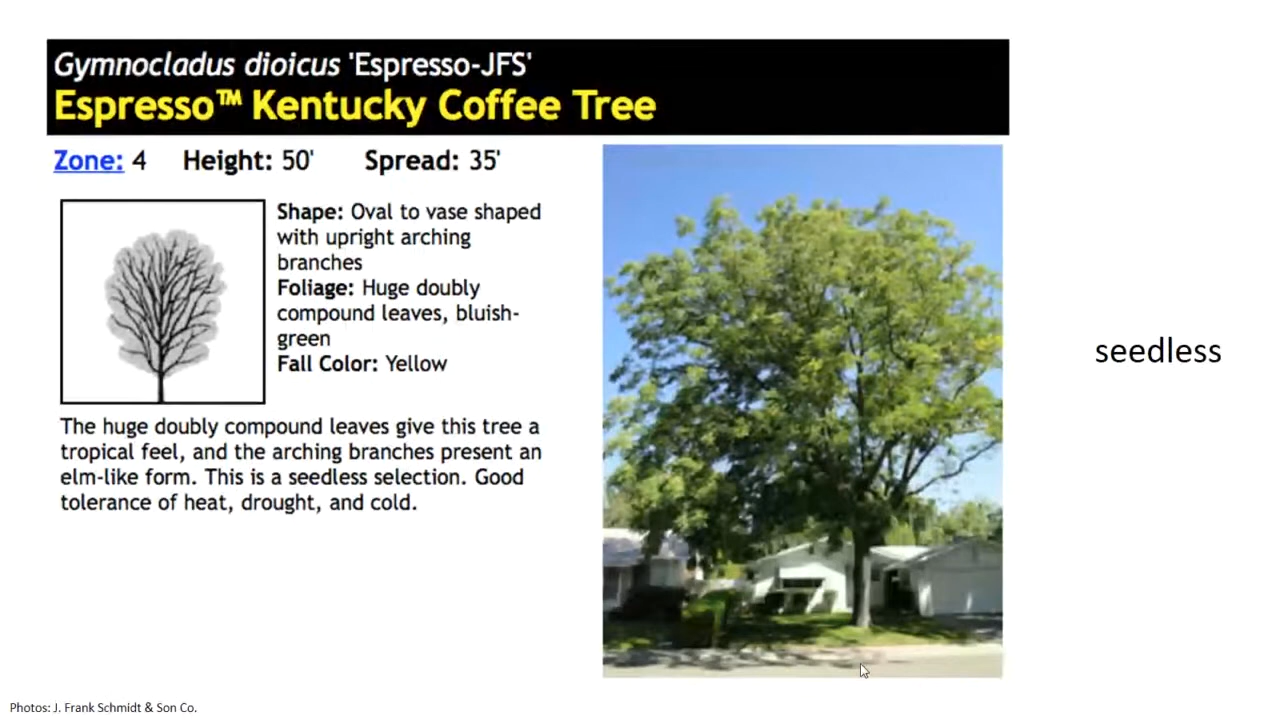 Gymnocladus dioicus 'Espresso-JFS'
Espresso™ Kentucky Coffee Tree
Zone: 4 Height: 50' Spread: 35'
Shape: Oval to vase shaped
with upright arching
branches
Foliage: Huge doubly
compound leaves, bluish-
green
Fall Color: Yellow
The huge doubly compound leaves give this tree a
tropical feel, and the arching branches present an
elm-like form. This is a seedless selection. Good
tolerance of heat, drought, and cold.
seedless
Photos: J. Frank Schmidt & Son Co.